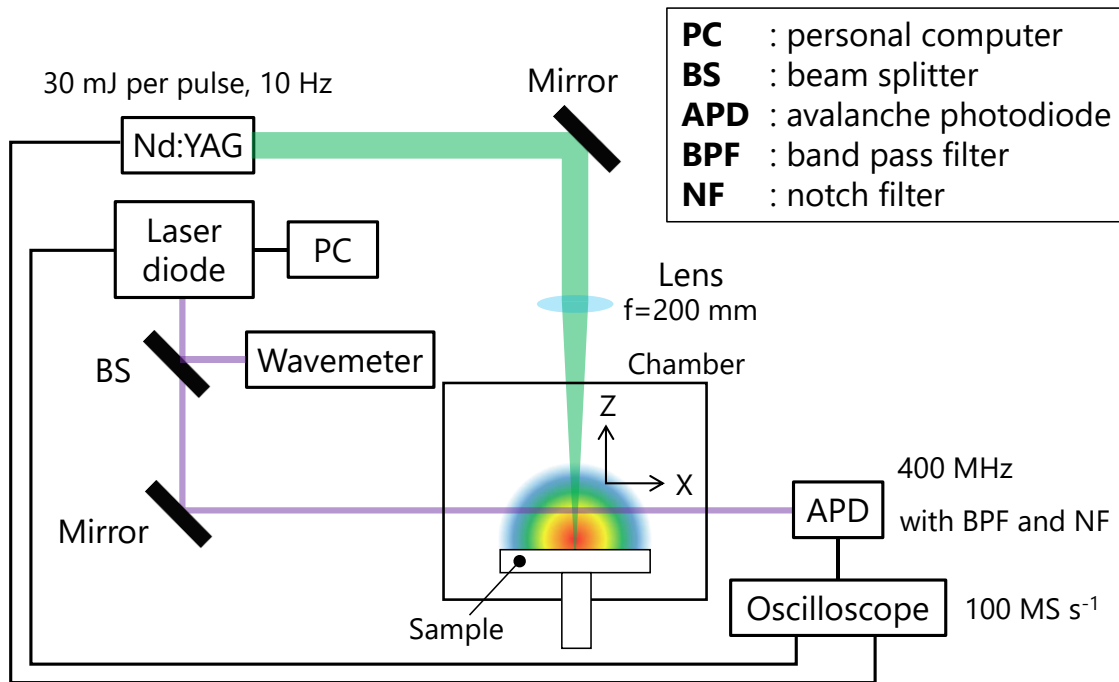 30 mJ per pulse, 10 Hz
Mirror
PC : personal computer
BS : beam splitter
APD : avalanche photodiode
BPF : band pass filter
NF : notch filter
Nd:YAG
Laser
diode
PC
Lens
f=200 mm
BS
Wavemeter
Chamber
Z
X
Mirror
APD
400 MHz
with BPF and NF
Sample
Oscilloscope
100 MS s⁻¹